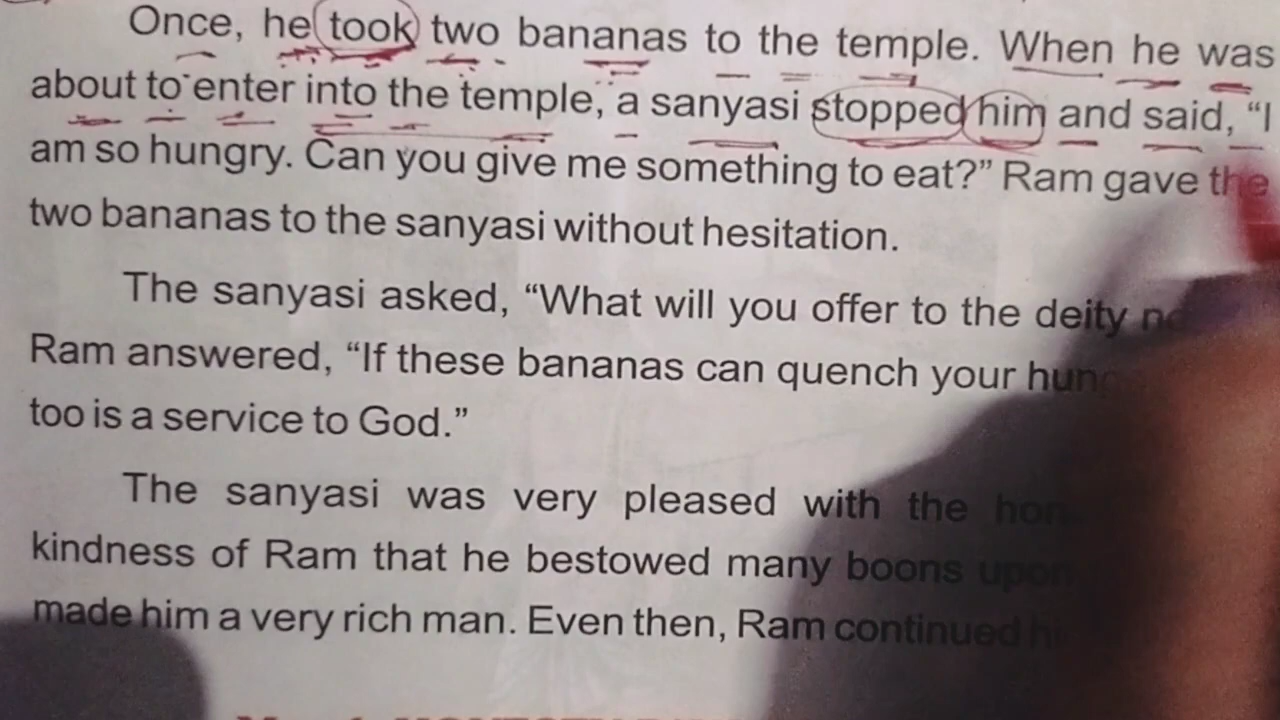 Once, he took two bananas to the temple. When he was
about to enter into the temple, a sanyasi stopped him and said, “I
am so hungry. Can you give me something to eat?” Ram gave the
two bananas to the sanyasi without hesitation.
The sanyasi asked, “What will you offer to the deity
Ram answered, “If these bananas can quench your
too is a service to God.”
The sanyasi was very pleased with the
kindness of Ram that he bestowed many boons upon
made him a very rich man. Even then, Ram continued